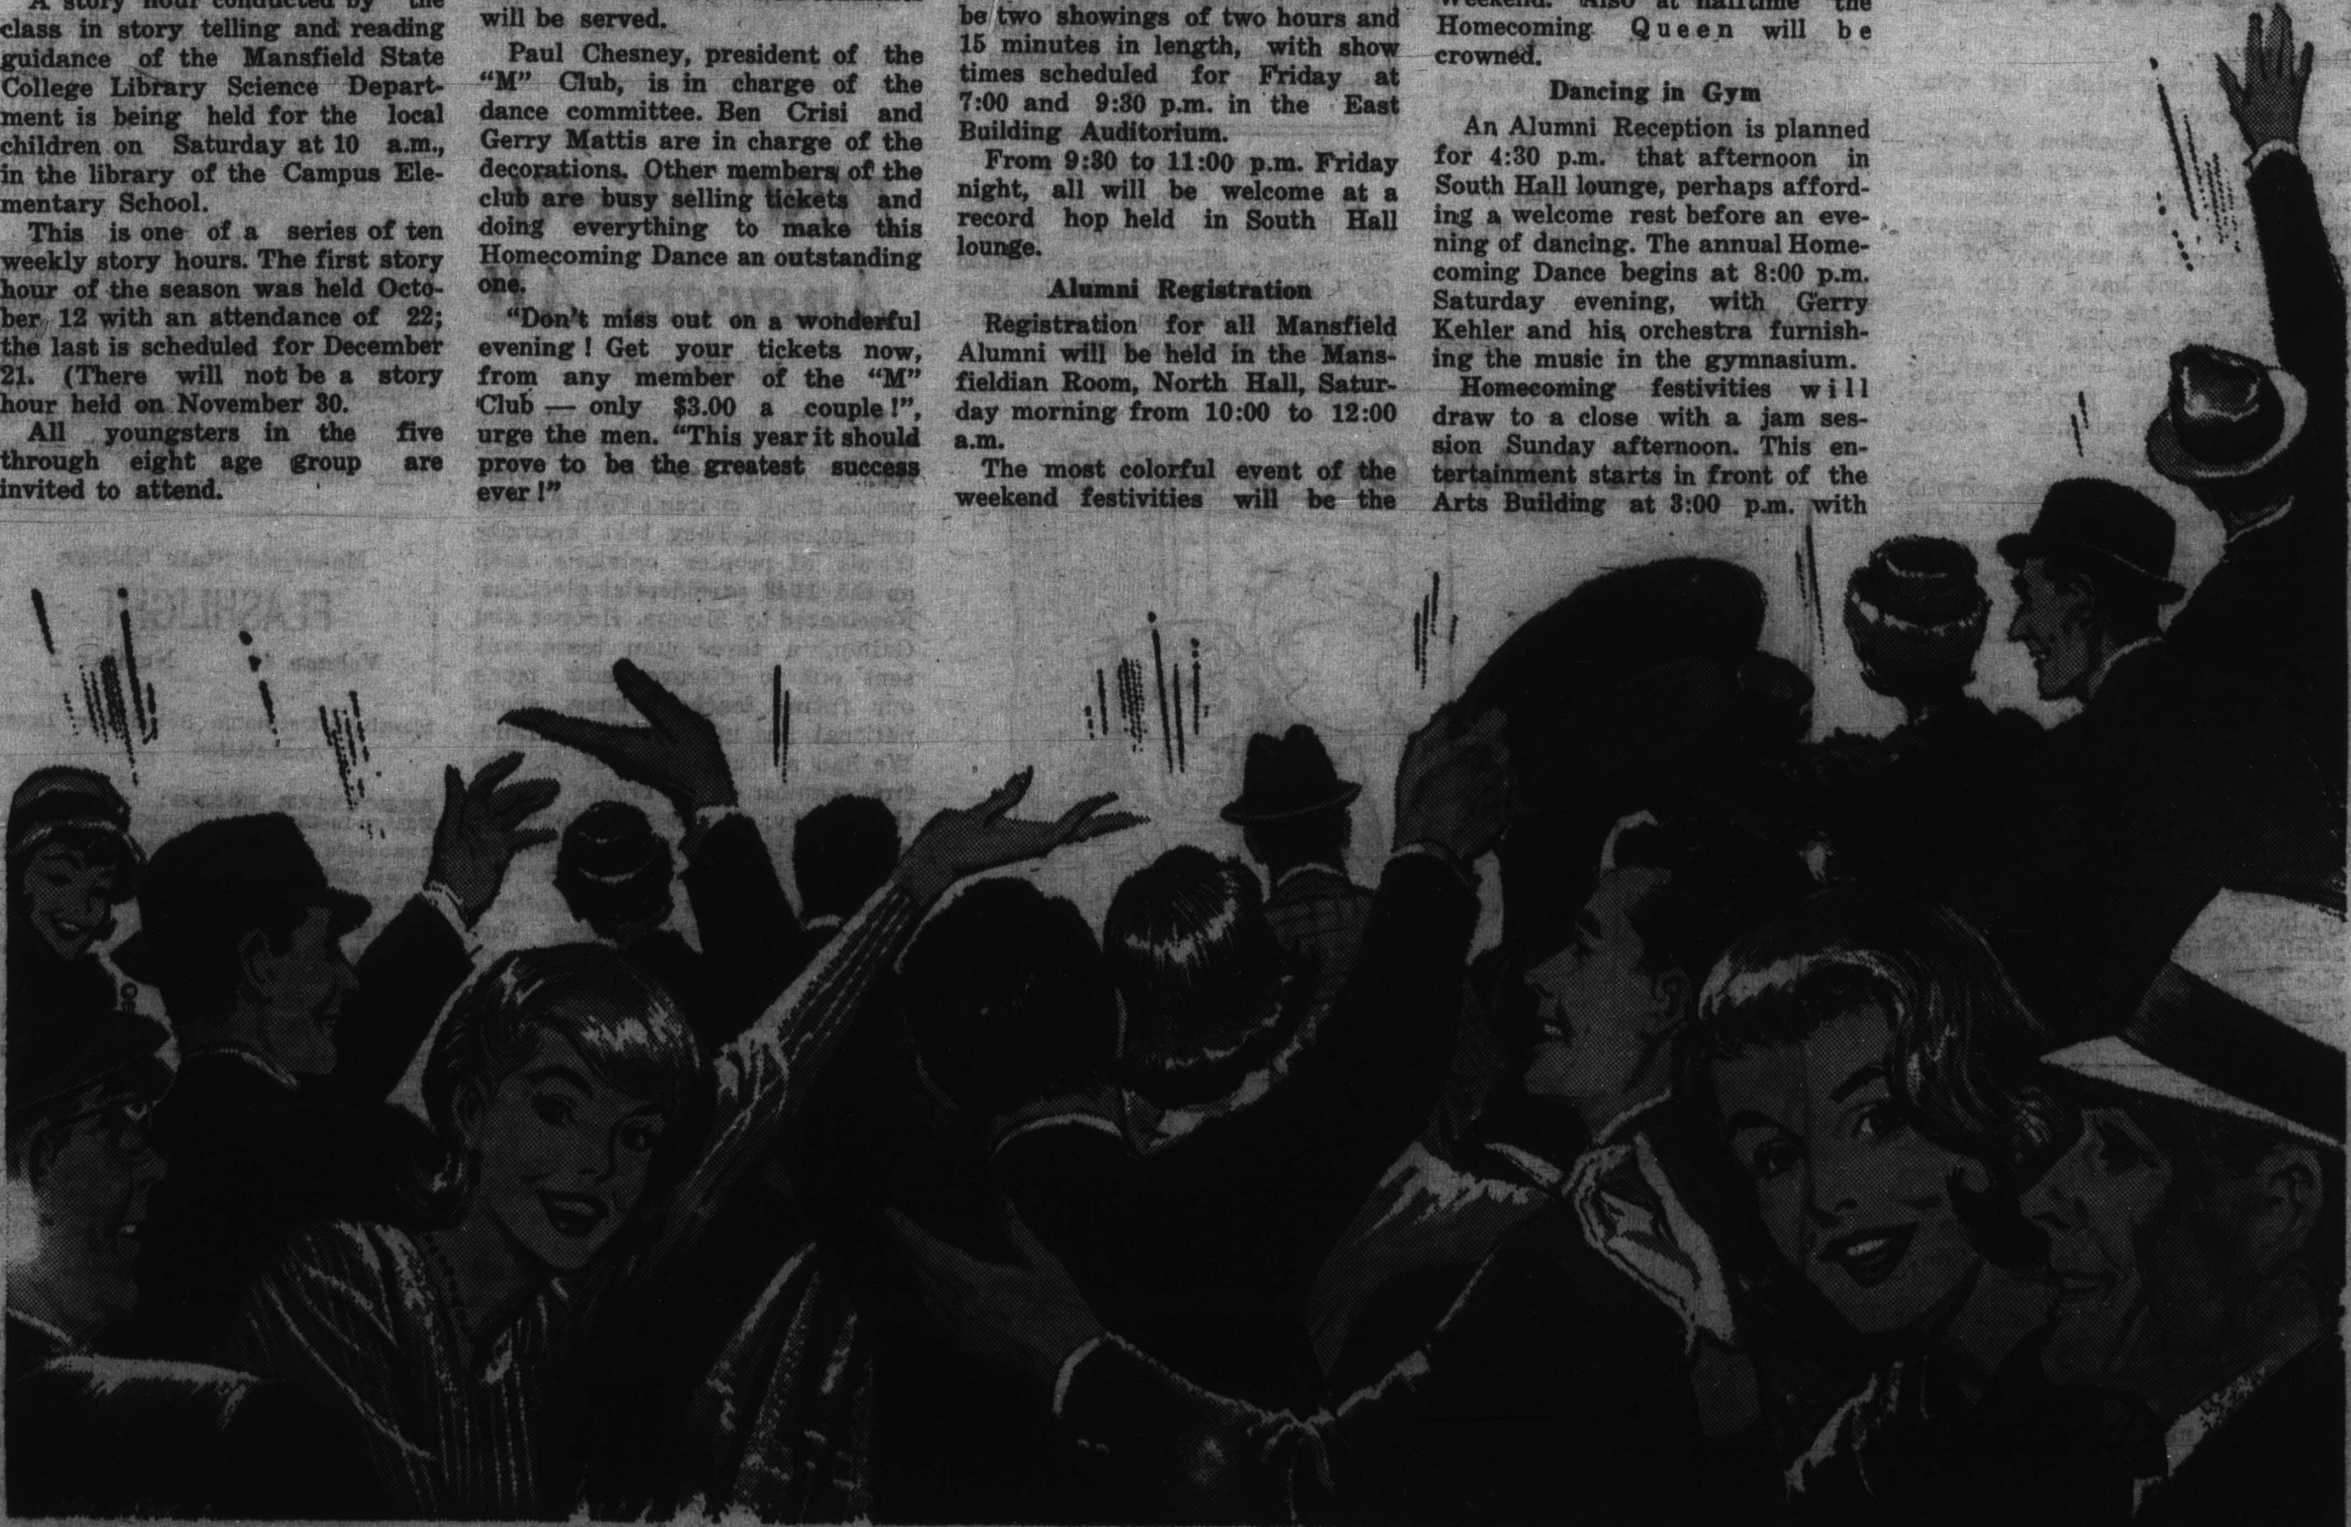 A story hour conducted by the
class in story telling and reading
guidance of the Mansfield State
College Library Science Depart-
ment is being held for the local
children on Saturday at 10 a.m.,
in the library of the Campus Ele-
mentary School.
This is one of a series of ten
weekly story hours. The first story
hour of the season was held Octo-
ber 12 with an attendance of 22;
the last is scheduled for December
21. (There will not be a story
hour held on November 30.
All youngsters in the five
through eight age group are
invited to attend.
will be served.
Paul Chesney, president of the
“M” Club, is in charge of the
dance committee. Ben Crisi and
Gerry Mattis are in charge of the
decorations. Other members of the
club are busy selling tickets and
doing everything to make this
Homecoming Dance an outstanding
one.
“Don't miss out on a wonderful
evening! Get your tickets now,
from any member of the “M”
Club — only $3.00 a couple!”,
urge the men. “This year it should
prove to be the greatest success
ever!”
be two showings of two hours and
15 minutes in length, with show
times scheduled for Friday at
7:00 and 9:30 p.m. in the East
Building Auditorium.
From 9:30 to 11:00 p.m. Friday
night, all will be welcome at a
record hop held in South Hall
lounge.
Alumni Registration
Registration for all Mansfield
Alumni will be held in the Mans-
fieldian Room, North Hall, Satur-
day morning from 10:00 to 12:00
a.m.
The most colorful event of the
weekend festivities will be the
Weekend. Also at halftime the
Homecoming Queen will be
crowned.
Dancing in Gym
An Alumni Reception is planned
for 4:30 p.m. that afternoon in
South Hall lounge, perhaps afford-
ing a welcome rest before an eve-
ning of dancing. The annual Home-
coming Dance begins at 8:00 p.m.
Saturday evening, with Gerry
Kehler and his orchestra furnish-
ing the music in the gymnasium.
Homecoming festivities will
draw to a close with a jam ses-
sion Sunday afternoon. This en-
tertainment starts in front of the
Arts Building at 3:00 p.m. with